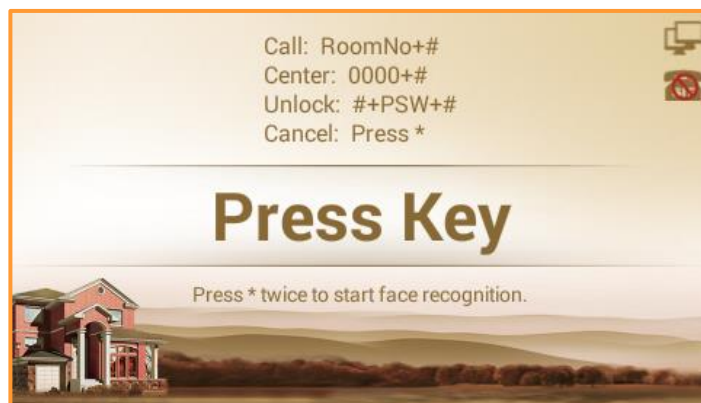 Call: RoomNo+#
Center: 0000+#
Unlock: #+PSW+#
Cancel: Press *
Press Key
Press * twice to start face recognition.